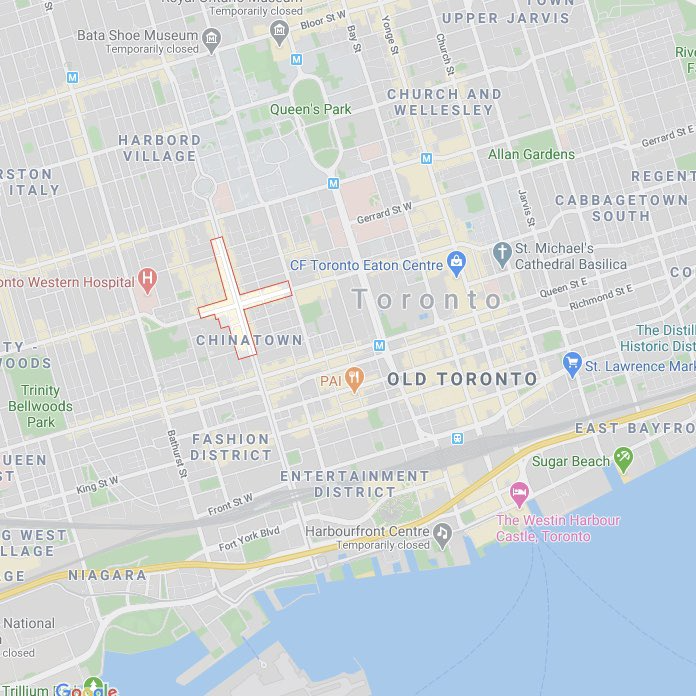 Royal Ontario Museum
Temporarily closed
Bloor St W
TOWN
UPPER JARVIS
Bata Shoe Museum
Temporarily closed
Bay St
Yonge St
Church St
M
M
Queen's Park
CHURCH AND
WELLESLEY
HARBORD
VILLAGE
M
Allan Gardens
Gerrard St E
RSTON
ITALY
M
REGENT
Gerrard St W
Jarvis St
CABBAGETOWN
SOUTH
St. Michael's
Cathedral Basilica
CF Toronto Eaton Centre
onto Western Hospital
H
Toronto
Queen St E
Richmond St E
CO
CHINATOWN
M
TY -
WOODS
The Distill
Historic Dist
St. Lawrence Mark
PAI
OLD TORONTO
Trinity
Bellwoods
Park
Bathurst St
FASHION
DISTRICT
EAST BAYFRO
QUEEN
ST
King St W
Sugar Beach
ENTERTAINMENT
DISTRICT
Front St W
The Westin Harbour
Castle, Toronto
NG WEST
LLAGE
Fort York Blvd
Harbourfront Centre
Temporarily closed
GE
NIAGARA
National
closed
Trillium
Google